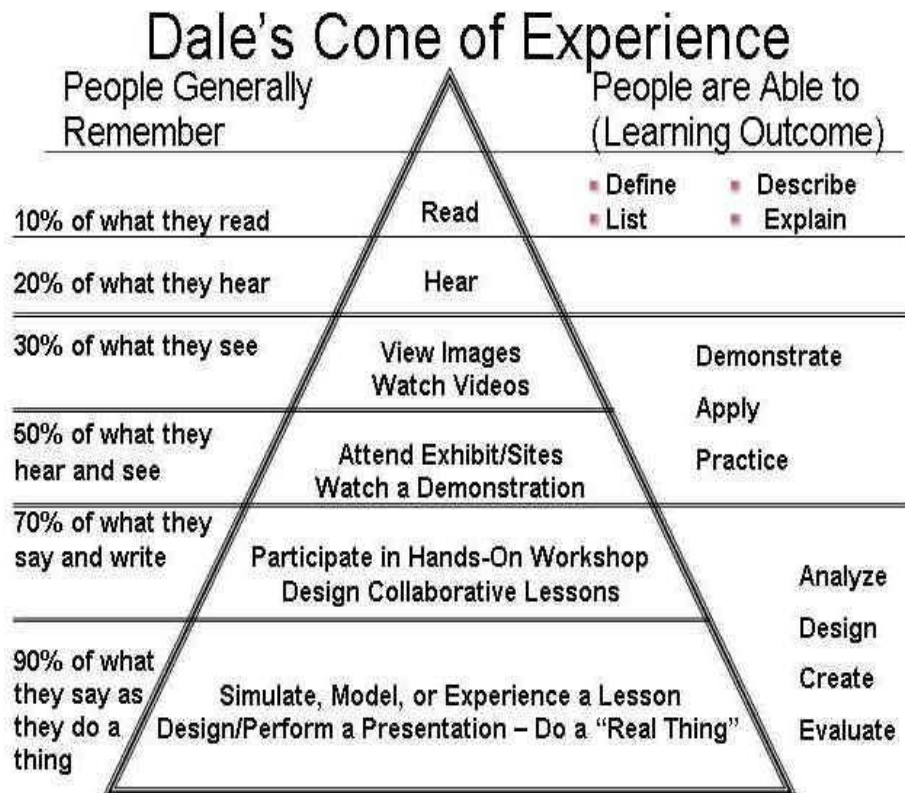 Dale's Cone of Experience
People Generally
Remember
People are Able to
(Learning Outcome)
▪ Define ▪ Describe
▪ List ▪ Explain
10% of what they read
Read
20% of what they hear
Hear
30% of what they see
View Images
Watch Videos
Demonstrate
Apply
Practice
50% of what they
hear and see
Attend Exhibit/Sites
Watch a Demonstration
70% of what they
say and write
Participate in Hands-On Workshop
Design Collaborative Lessons
Analyze
Design
Create
Evaluate
90% of what
they say as
they do a
thing
Simulate, Model, or Experience a Lesson
Design/Perform a Presentation – Do a “Real Thing”